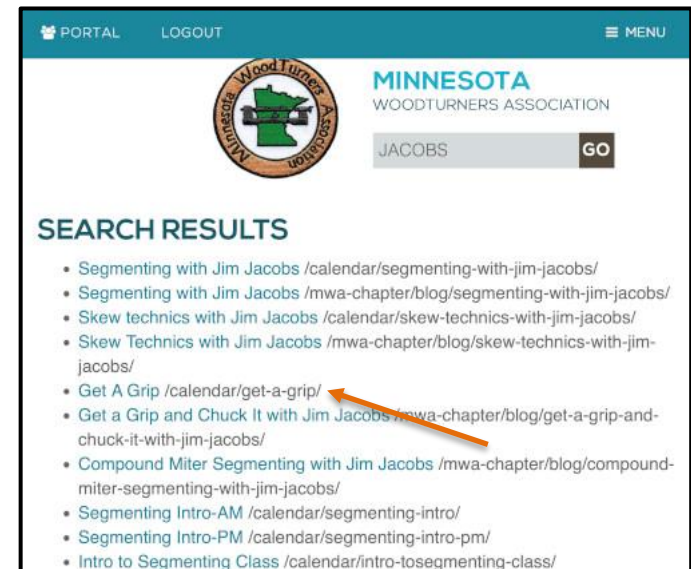 PORTAL LOGOUT MENU
Minnesota WoodTurners Association
MINNESOTA
WOODTURNERS ASSOCIATION
JACOBS GO
SEARCH RESULTS
• Segmenting with Jim Jacobs /calendar/segmenting-with-jim-jacobs/
• Segmenting with Jim Jacobs /mwa-chapter/blog/segmenting-with-jim-jacobs/
• Skew technics with Jim Jacobs /calendar/skew-technics-with-jim-jacobs/
• Skew Technics with Jim Jacobs /mwa-chapter/blog/skew-technics-with-jim-
jacobs/
• Get A Grip /calendar/get-a-grip/
• Get a Grip and Chuck It with Jim Jacobs /mwa-chapter/blog/get-a-grip-and-
chuck-it-with-jim-jacobs/
• Compound Miter Segmenting with Jim Jacobs /mwa-chapter/blog/compound-
miter-segmenting-with-jim-jacobs/
• Segmenting Intro-AM /calendar/segmenting-intro/
• Segmenting Intro-PM /calendar/segmenting-intro-pm/
• Intro to Segmenting Class /calendar/intro-tosegmenting-class/